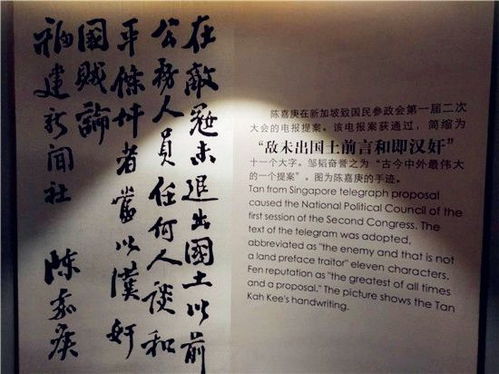 在敵寇未退出國土以前
公務人員任何人談和
平條件者當以漢奸
國賊論
福建新聞社 陳嘉庚
陈嘉庚在新加坡致国民参政会第一届二次
大会的电报提案。该电报案获通过，简缩为
“敌未出国土前言和即汉奸”
十一个大字。邹韬奋誉之为“古今中外最伟大
的一个提案”。图为陈嘉庚的手迹。
Tan from Singapore telegraph proposal
caused the National Political Council of the
first session of the Second Congress. The
text of the telegram was adopted,
abbreviated as "the enemy and that is not
a land preface traitor" eleven characters.
Fen reputation as "the greatest of all times
and a proposal." The picture shows the Tan
Kah Kee's handwriting.